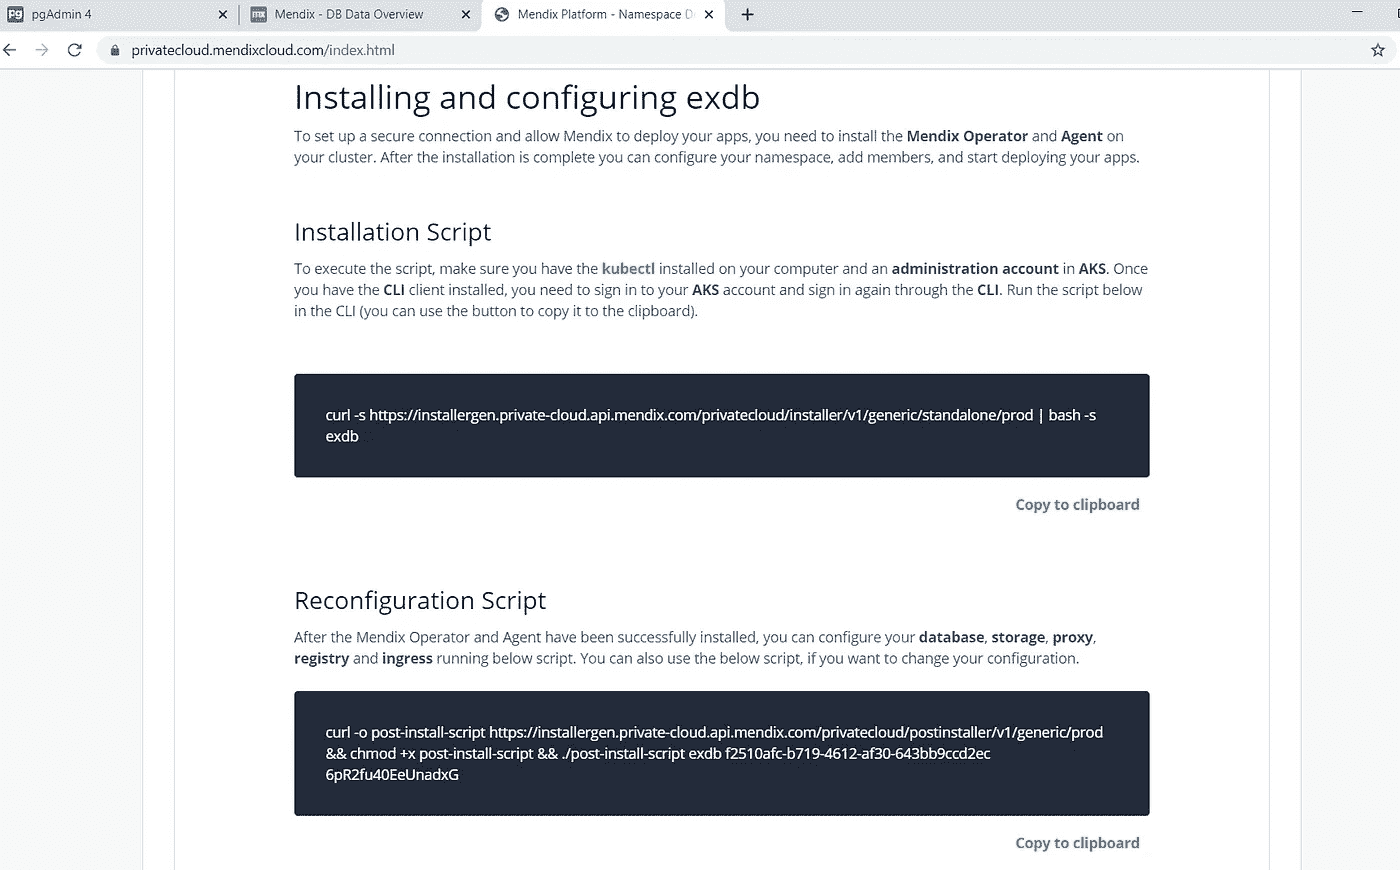 pg pgAdmin 4
mx Mendix - DB Data Overview
Mendix Platform - Namespace D
privatecloud.mendixcloud.com/index.html
Installing and configuring exdb
To set up a secure connection and allow Mendix to deploy your apps, you need to install the Mendix Operator and Agent on
your cluster. After the installation is complete you can configure your namespace, add members, and start deploying your apps.
Installation Script
To execute the script, make sure you have the kubectl installed on your computer and an administration account in AKS. Once
you have the CLI client installed, you need to sign in to your AKS account and sign in again through the CLI. Run the script below
in the CLI (you can use the button to copy it to the clipboard).
curl -s https://installergen.private-cloud.api.mendix.com/privatecloud/installer/v1/generic/standalone/prod | bash -s
exdb
Copy to clipboard
Reconfiguration Script
After the Mendix Operator and Agent have been successfully installed, you can configure your database, storage, proxy,
registry and ingress running below script. You can also use the below script, if you want to change your configuration.
curl -o post-install-script https://installergen.private-cloud.api.mendix.com/privatecloud/postinstaller/v1/generic/prod
&& chmod +x post-install-script && ./post-install-script exdb f2510afc-b719-4612-af30-643bb9ccd2ec
6pR2fu40EeUnadxG
Copy to clipboard